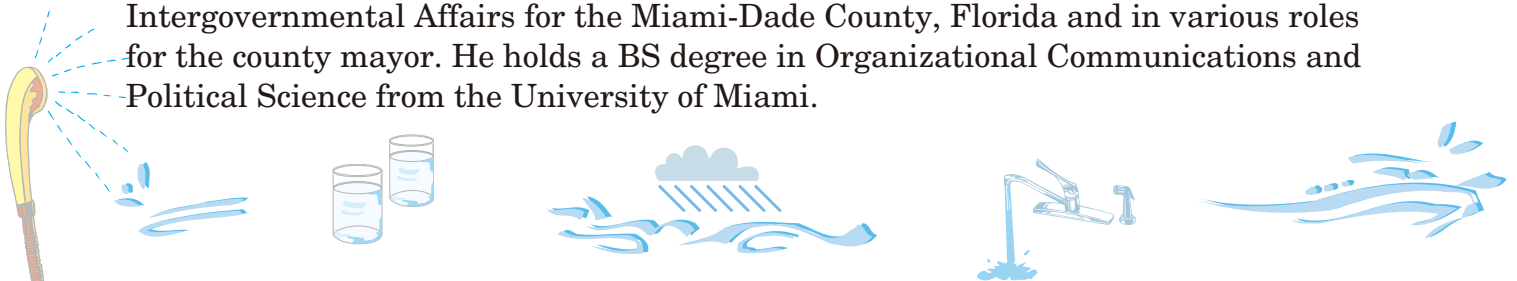 Intergovernmental Affairs for the Miami-Dade County, Florida and in various roles
for the county mayor. He holds a BS degree in Organizational Communications and
Political Science from the University of Miami.